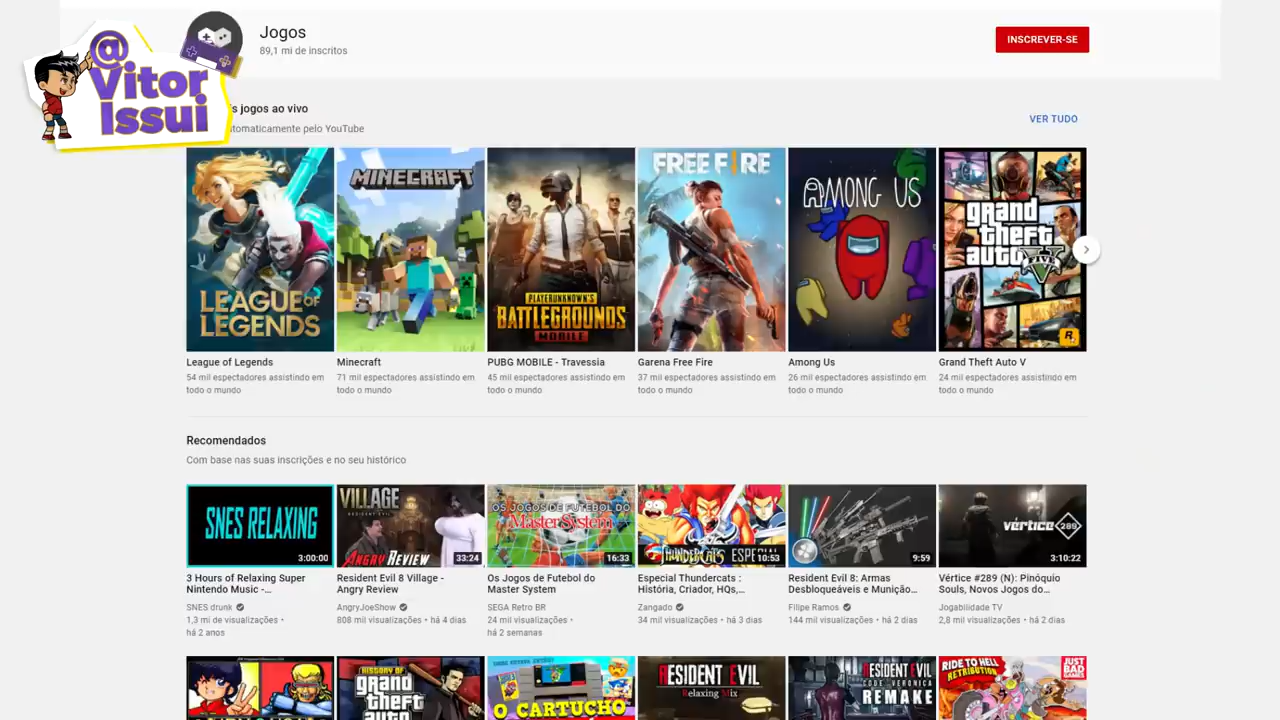 Jogos
89,1 mi de inscritos
INSCREVER-SE
@
Vitor
Issui
s jogos ao vivo
tomaticamente pelo YouTube
VER TUDO
LEAGUE OF
LEGENDS
MINECRAFT
PLAYERUNKNOWN'S
BATTLEGROUNDS
MOBILE
FREE FIRE
AMONG US
grand
theft
auto
FIVE
R
League of Legends
54 mil espectadores assistindo em
todo o mundo
Minecraft
71 mil espectadores assistindo em
todo o mundo
PUBG MOBILE - Travessia
45 mil espectadores assistindo em
todo o mundo
Garena Free Fire
37 mil espectadores assistindo em
todo o mundo
Among Us
26 mil espectadores assistindo em
todo o mundo
Grand Theft Auto V
24 mil espectadores assistindo em
todo o mundo
Recomendados
Com base nas suas inscrições e no seu histórico
SNES RELAXING
3:00:00
VILLAGE
RESIDENT EVIL
ANGRY REVIEW
33:24
OS JOGOS DE FUTEBOL DO
Master System
16:33
THUNDERCATS ESPECIAL
10:53
9:59
vértice 289
3:10:22
3 Hours of Relaxing Super
Nintendo Music -...
SNES drunk
1,3 mi de visualizações •
há 2 anos
Resident Evil 8 Village -
Angry Review
AngryJoeShow
808 mil visualizações • há 4 dias
Os Jogos de Futebol do
Master System
SEGA Retro BR
24 mil visualizações •
há 2 semanas
Especial Thundercats :
História, Criador, HQs,...
Zangado
34 mil visualizações • há 3 dias
Resident Evil 8: Armas
Desbloqueáveis e Munição...
Filipe Ramos
144 mil visualizações • há 2 dias
Vértice #289 (N): Pinóquio
Souls, Novos Jogos do...
Jogabilidade TV
2,8 mil visualizações • há 2 dias
HISTORY OF
grand
theft
auto
O CARTUCHO
RESIDENT EVIL
Relaxing Mix
RESIDENT EVIL
CODE: VERONICA
REMAKE
RIDE TO HELL
RETRIBUTION
JUST
BAD
GAMES